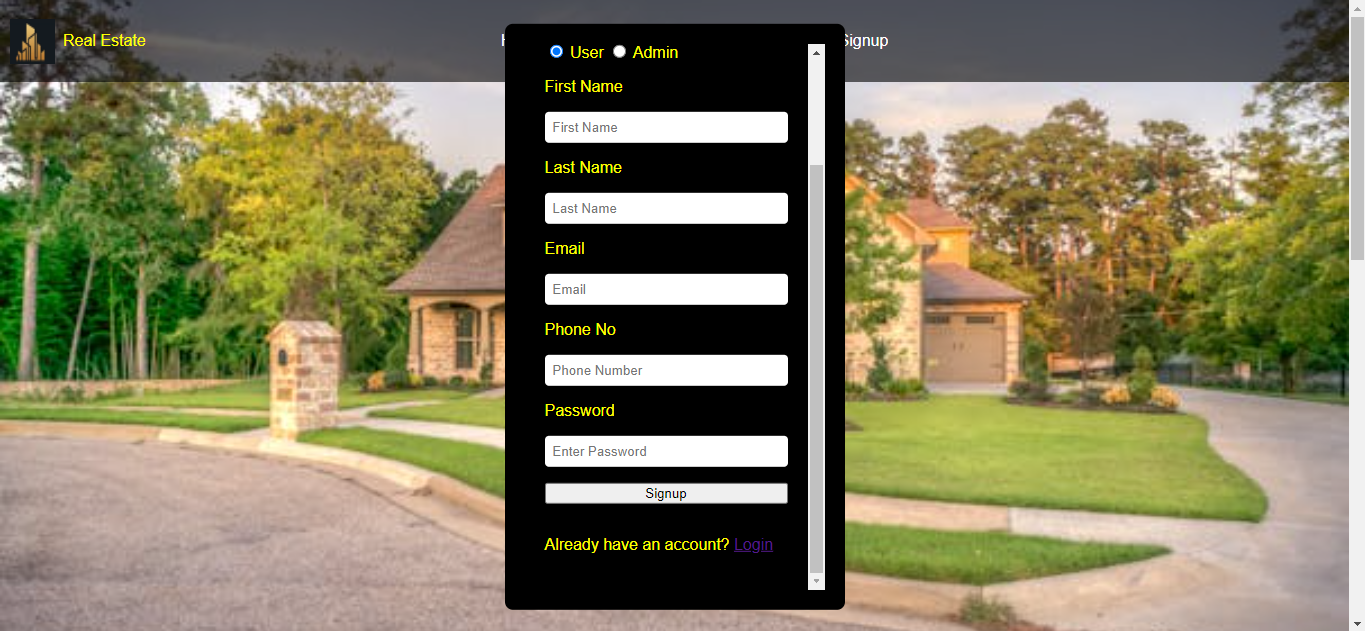 Real Estate
Signup
User Admin
First Name
First Name
Last Name
Last Name
Email
Email
Phone No
Phone Number
Password
Enter Password
Signup
Already have an account? Login